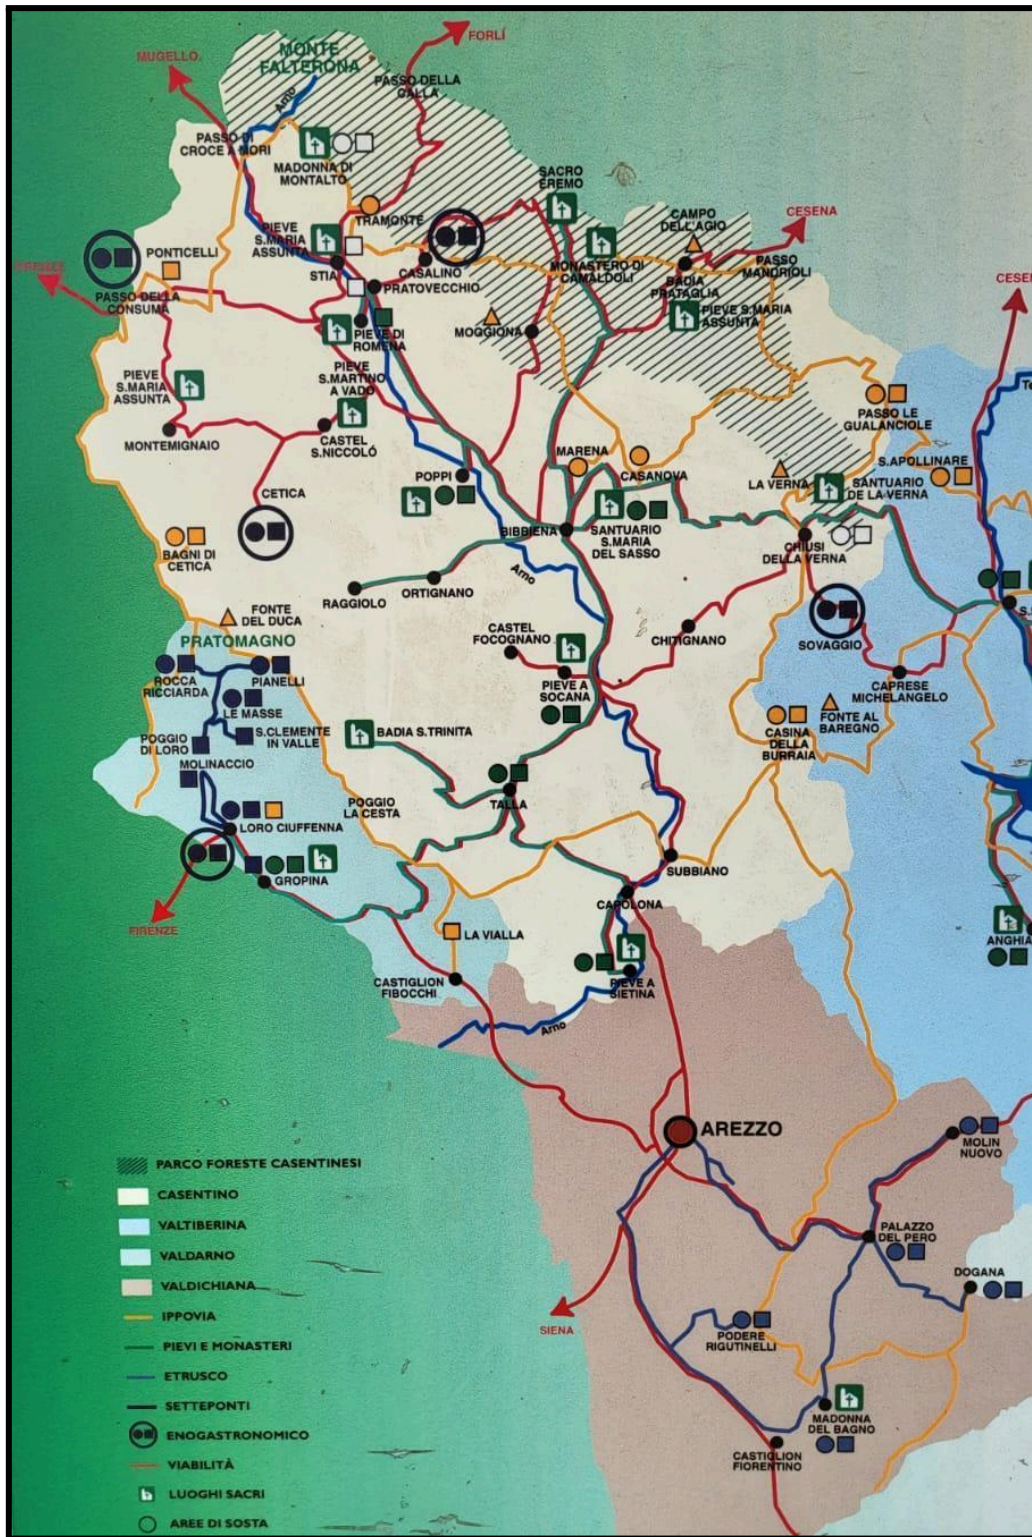 FORLÍ
MONTE
FALTERONA
MUGELLO
PASSO DELLA
CALLA
Arno
PASSO DI
CROCE A MORI
MADONNA DI
MONTALTO
SACRO
EREMO
TRAMONTE
CAMPO
DELL'AGIO
CESENA
PIEVE
S.MARIA
ASSUNTA
PONTICELLI
STIA
CASALINO
MONASTERO DI
CAMALDOLI
PASSO
MANDRIOLI
BADIA
PRATAGLIA
PRATOVECCHIO
PASSO DELLA
CONSUMA
PIEVE S.MARIA
ASSUNTA
MOGGIONA
PIEVE DI
ROMENA
PIEVE
S.MARTINO
A VADO
PIEVE
S.MARIA
ASSUNTA
MONTEMIGNAIO
CASTEL
S.NICCOLÓ
PASSO LE
GUALANCIOLE
MARENA
CASANOVA
S.APOLLINARE
POPPI
LA VERNA
SANTUARIO
DE LA VERNA
CETICA
BIBBIENA
SANTUARIO
S.MARIA
DEL SASSO
CHIUSI
DELLA VERNA
BAGNI DI
CETICA
Arno
RAGGIOLO
ORTIGNANO
FONTE
DEL DUCA
PRATOMAGNO
CASTEL
FOCOGNANO
CHITIGNANO
SOVAGGIO
ROCCA
RICCIARDA
PIANELLI
PIEVE A
SOCANA
CAPRESE
MICHELANGELO
LE MASSE
S.CLEMENTE
IN VALLE
BADIA S.TRINITA
CASINA
DELLA
BURRAIA
FONTE AL
BAREGNO
POGGIO
DI LORO
MOLINACCIO
POGGIO
LA CESTA
TALLA
LORO CIUFFENNA
SUBBIANO
GROPINA
CAPOLONA
LA VIALLA
ANGHIA
CASTIGLION
FIBOCCHI
PIEVE A
SIETINA
FIRENZE
Arno
AREZZO
MOLIN
NUOVO
PALAZZO
DEL PERO
DOGANA
SIENA
PODERE
RIGUTINELLI
MADONNA
DEL BAGNO
CASTIGLION
FIORENTINO
PARCO FORESTE CASENTINESI
CASENTINO
VALTIBERINA
VALDARNO
VALDICHIANA
IPPOVIA
PIEVI E MONASTERI
ETRUSCO
SETTEPONTI
ENOGASTRONOMICO
VIABILITÀ
LUOGHI SACRI
AREE DI SOSTA